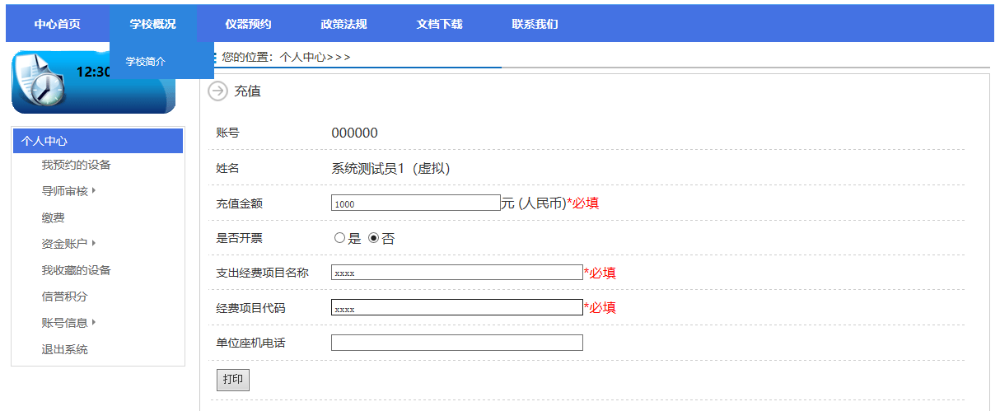 中心首页 学校概况 仪器预约 政策法规 文档下载 联系我们
学校简介
12:30
您的位置：个人中心>>>
充值
个人中心
我预约的设备
导师审核
缴费
资金账户
我收藏的设备
信誉积分
账号信息
退出系统
账号 000000
姓名 系统测试员1（虚拟）
充值金额 1000 元 (人民币)*必填
是否开票 是 否
支出经费项目名称 xxxx *必填
经费项目代码 xxxx *必填
单位座机电话
打印